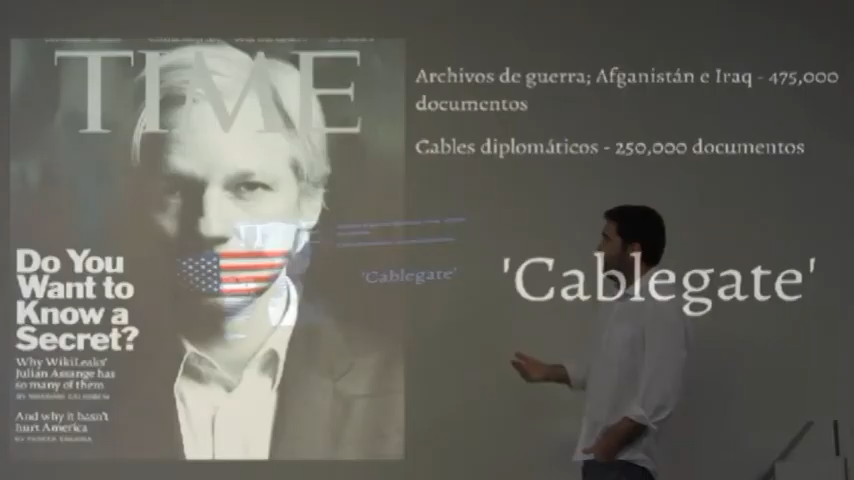 TIME
Do You
Want to
Know a
Secret?
Why WikiLeaks'
Julian Assange has
so many of them
And why it hasn't
hurt America
Archivos de guerra; Afganistán e Iraq - 475,000
documentos
Cables diplomáticos - 250,000 documentos
'Cablegate'
'Cablegate'